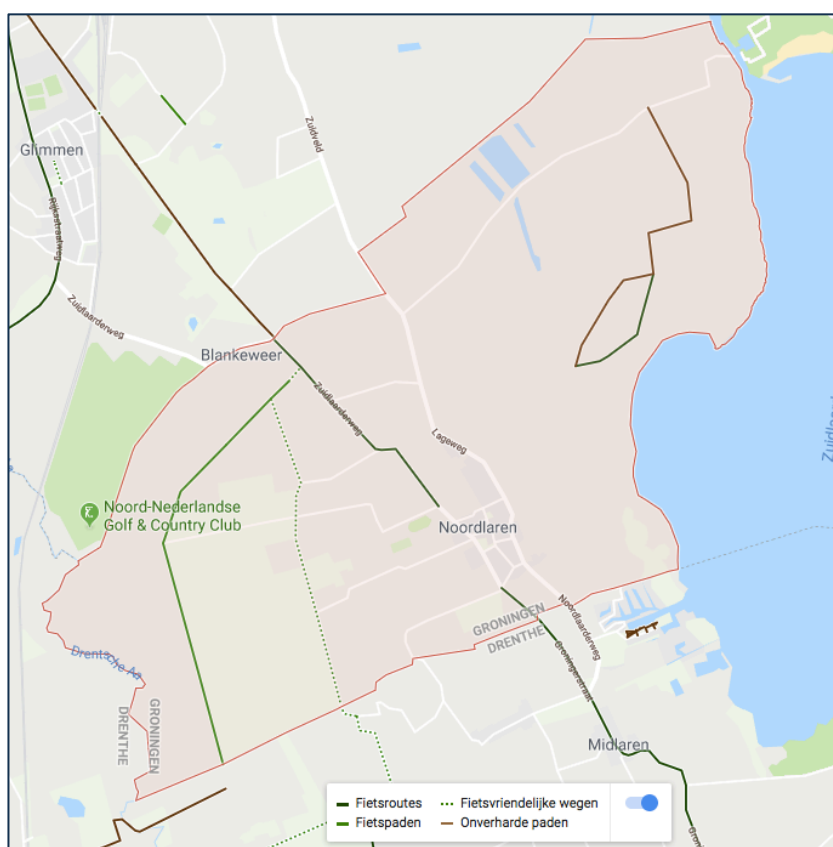 Glimmen
Rijksstraatweg
Zuidveld
Zuidlaarderweg
Blankeweer
Zuidlaarderweg
Lageweg
Noord-Nederlandse
Golf & Country Club
Noordlaren
Zuidlaard
GRONINGEN
DRENTHE
Noordlaarderweg
Groningerstraat
Drentsche Aa
GRONINGEN
DRENTHE
Midlaren
Fietsroutes
Fietsvriendelijke wegen
Fietspaden
Onverharde paden